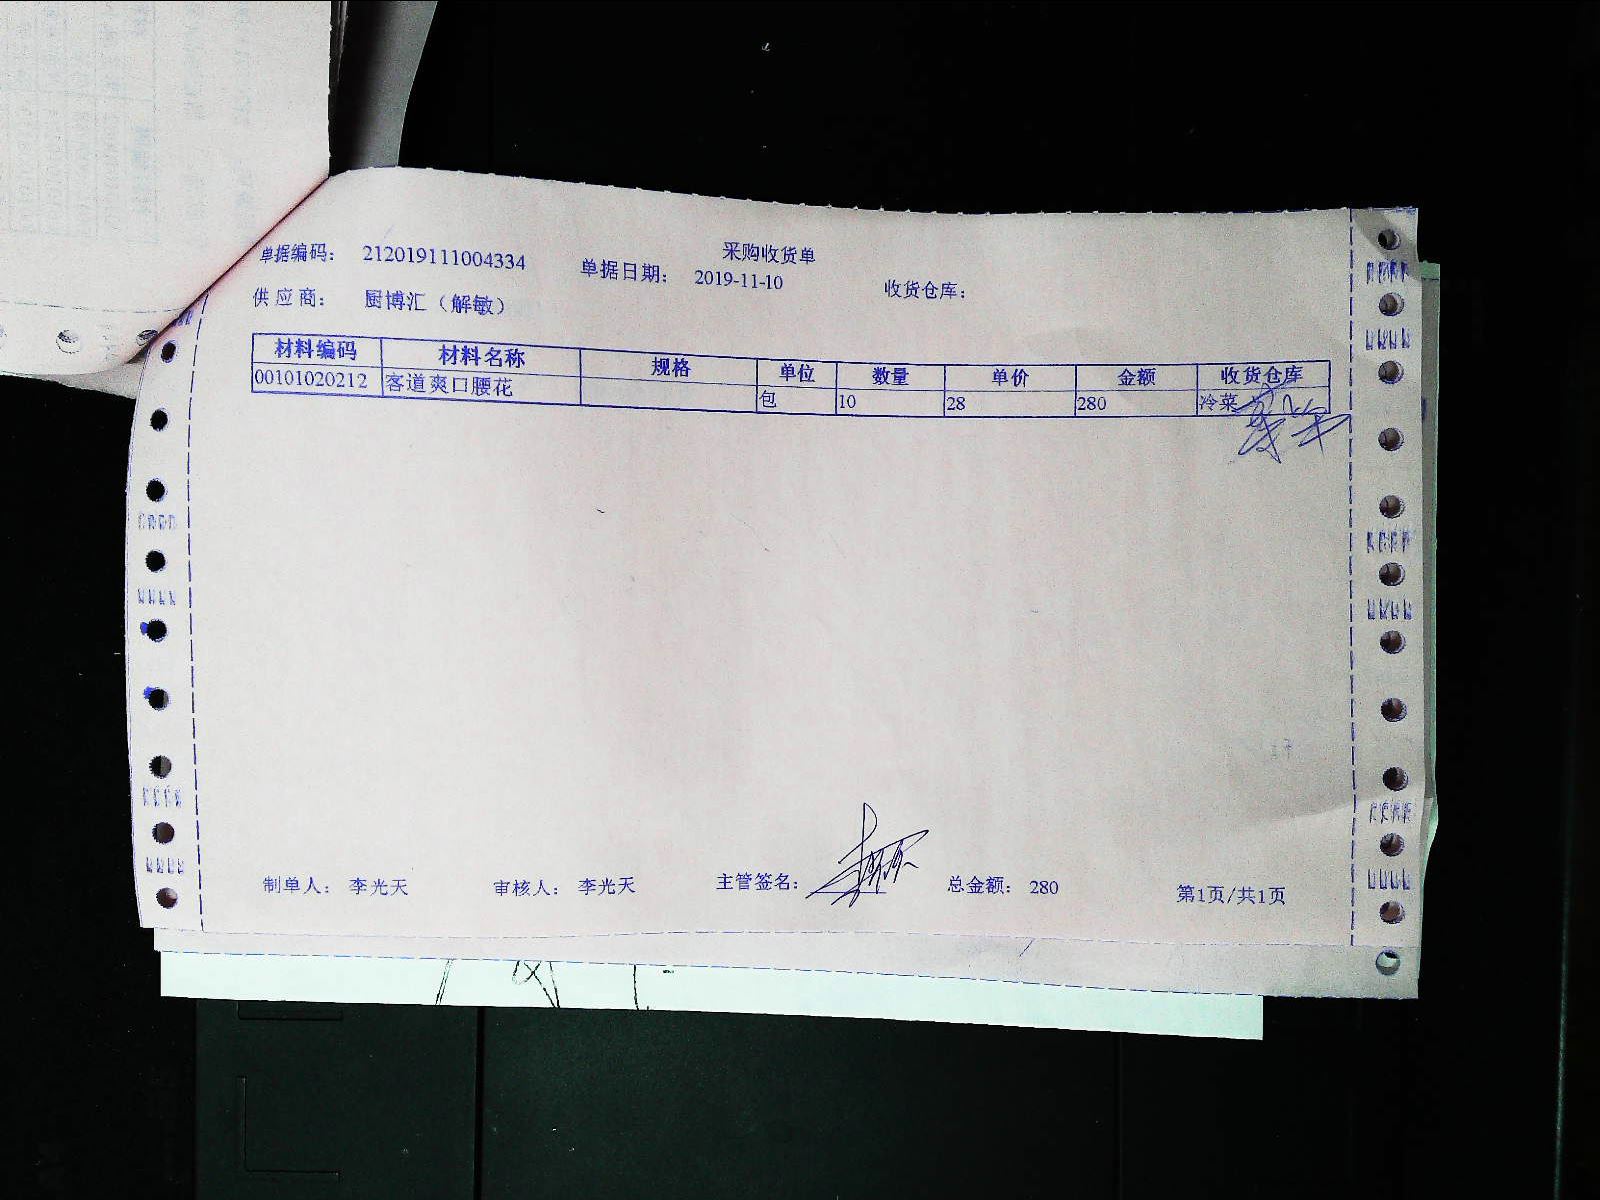 采购收货单
单据编码： 212019111004334 单据日期： 2019-11-10 收货仓库：
供应商： 厨博汇（解敏）
材料编码 材料名称 规格 单位 数量 单价 金额 收货仓库
00101020212 客道爽口腰花 包 10 28 280 冷菜
制单人： 李光天 审核人： 李光天 主管签名： 总金额： 280 第1页/共1页